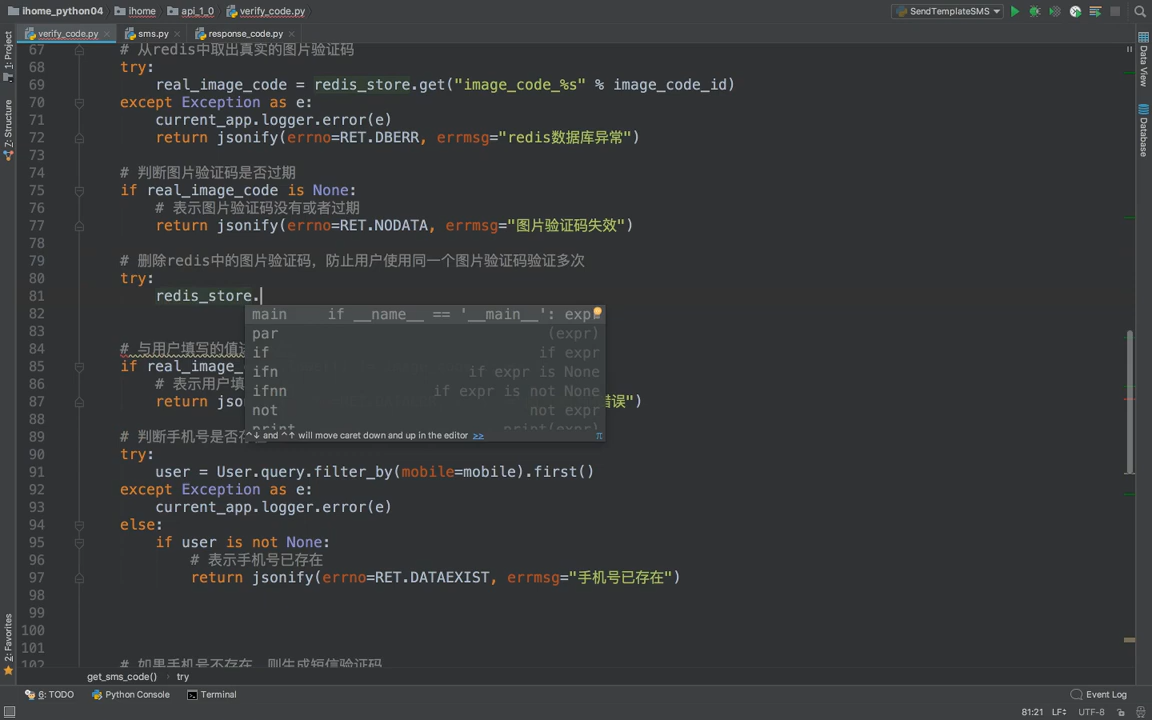 ihome_python04 ihome api_1_0 verify_code.py SendTemplateSMS
verify_code.py sms.py response_code.py
1: Project
7: Structure
2: Favorites
Data View
Database
67 # 从redis中取出真实的图片验证码
68 try:
69 real_image_code = redis_store.get("image_code_%s" % image_code_id)
70 except Exception as e:
71 current_app.logger.error(e)
72 return jsonify(errno=RET.DBERR, errmsg="redis数据库异常")
73
74 # 判断图片验证码是否过期
75 if real_image_code is None:
76 # 表示图片验证码没有或者过期
77 return jsonify(errno=RET.NODATA, errmsg="图片验证码失效")
78
79 # 删除redis中的图片验证码，防止用户使用同一个图片验证码验证多次
80 try:
81 redis_store.
82
83
84 # 与用户填写的值
85 if real_image_
86 # 表示用户填
87 return jso 错误")
88
89 # 判断手机号是否存
90 try:
91 user = User.query.filter_by(mobile=mobile).first()
92 except Exception as e:
93 current_app.logger.error(e)
94 else:
95 if user is not None:
96 # 表示手机号已存在
97 return jsonify(errno=RET.DATAEXIST, errmsg="手机号已存在")
98
99
100
101
102 # 如果手机号不存在，则生成短信验证码
main if __name__ == '__main__': expr
par (expr)
if if expr
ifn if expr is None
ifnn if expr is not None
not not expr
print print(expr)
^↓ and ^↑ will move caret down and up in the editor >> π
get_sms_code() › try
6: TODO Python Console Terminal Event Log
81:21 LF÷ UTF-8